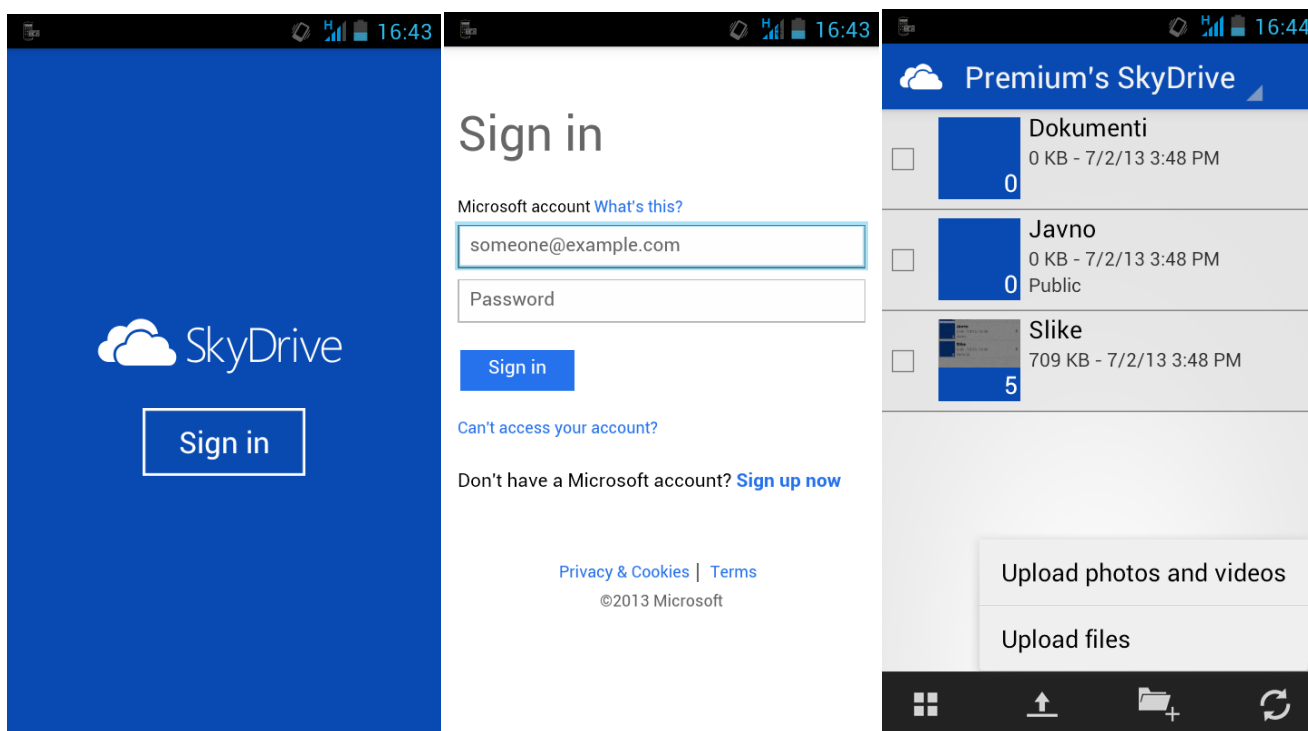 H 16:43
SkyDrive
Sign in
H 16:43
Sign in
Microsoft account What's this?
someone@example.com
Password
Sign in
Can't access your account?
Don't have a Microsoft account? Sign up now
Privacy & Cookies | Terms
©2013 Microsoft
H 16:44
Premium's SkyDrive
Dokumenti
0 KB - 7/2/13 3:48 PM
0
Javno
0 KB - 7/2/13 3:48 PM
0 Public
Slike
709 KB - 7/2/13 3:48 PM
5
Upload photos and videos
Upload files